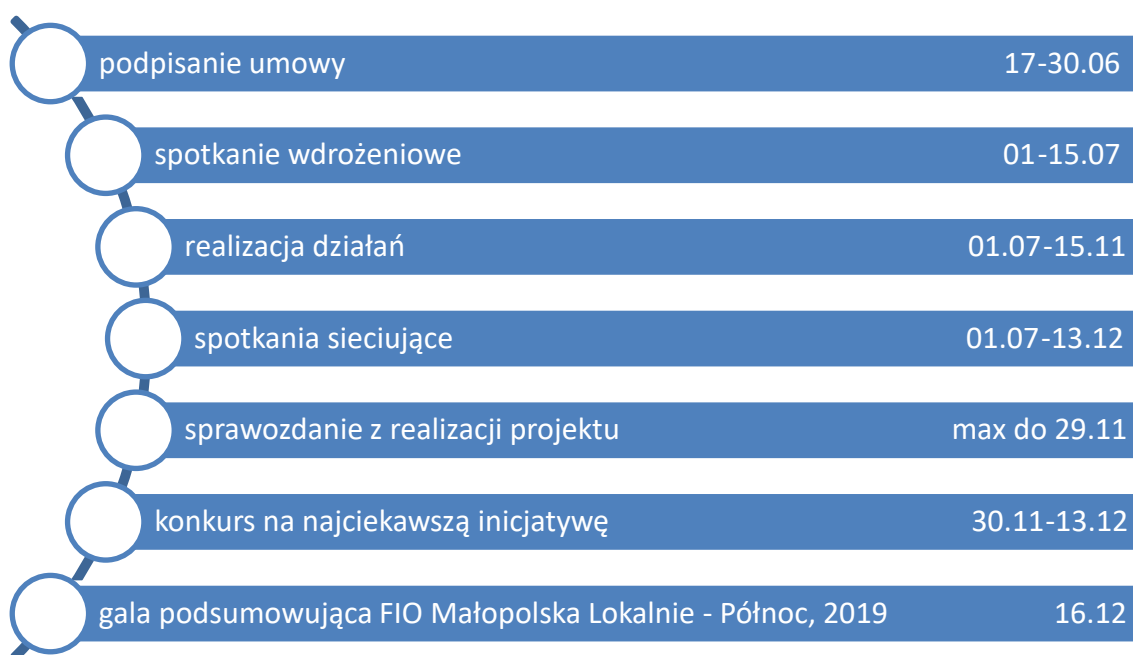 podpisanie umowy 17-30.06
spotkanie wdrożeniowe 01-15.07
realizacja działań 01.07-15.11
spotkania sieciujące 01.07-13.12
sprawozdanie z realizacji projektu max do 29.11
konkurs na najciekawszą inicjatywę 30.11-13.12
gala podsumowująca FIO Małopolska Lokalnie - Północ, 2019 16.12